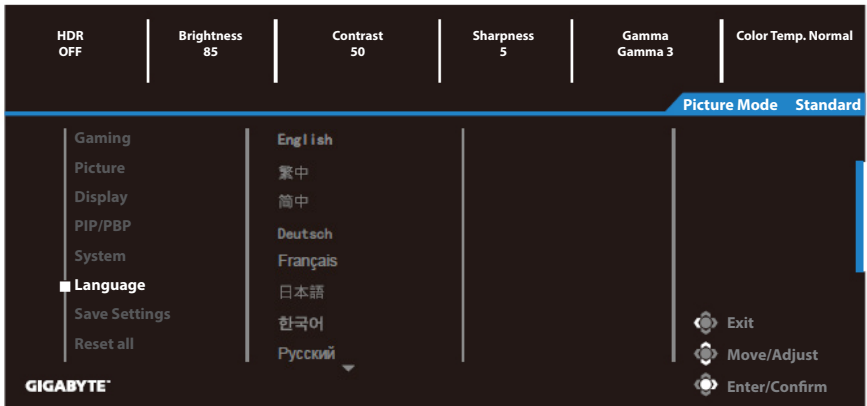 HDR
OFF
Brightness
85
Contrast
50
Sharpness
5
Gamma
Gamma 3
Color Temp. Normal
Picture Mode Standard
Gaming
Picture
Display
PIP/PBP
System
Language
Save Settings
Reset all
English
繁中
简中
Deutsch
Français
日本語
한국어
Русский
Exit
Move/Adjust
Enter/Confirm
GIGABYTE™